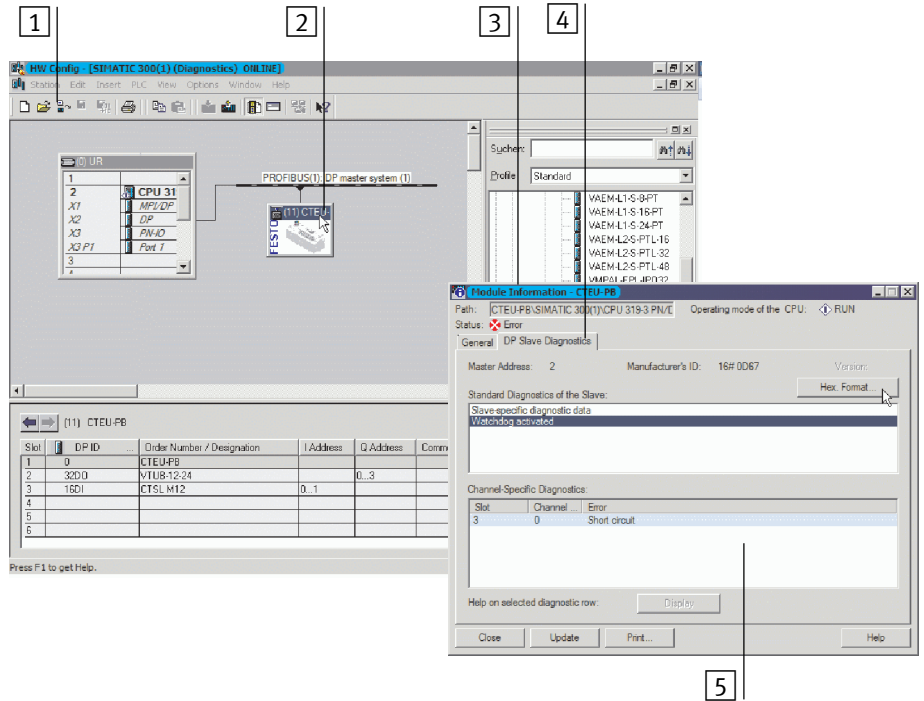 1 2 3 4
HW Config - [SIMATIC 300(1) (Diagnostics) ONLINE]
Station Edit Insert PLC View Options Window Help
(0) UR
1
2 CPU 31
X1 MPI/DP
X2 DP
X3 PN-IO
X3 P1 Port 1
3
4
PROFIBUS(1): DP master system (1)
(11) CTEU-
FESTO
Suchen:
Profile Standard
VAEM-L1-S-8-PT
VAEM-L1-S-16-PT
VAEM-L1-S-24-PT
VAEM-L2-S-PTL-16
VAEM-L2-S-PTL-32
VAEM-L2-S-PTL-48
VMPAL-EPL-IPO32
(11) CTEU-PB
Slot DP ID ... Order Number / Designation I Address Q Address Comm
1 0 CTEU-PB
2 32DO VTUB-12-24 0...3
3 16DI CTSL M12 0...1
4
5
6
Press F1 to get Help.
Module Information - CTEU-PB
Path: CTEU-PB\SIMATIC 300(1)\CPU 319-3 PN/D Operating mode of the CPU: RUN
Status: Error
General DP Slave Diagnostics
Master Address: 2 Manufacturer's ID: 16# 0D67 Version:
Hex. Format...
Standard Diagnostics of the Slave:
Slave-specific diagnostic data
Watchdog activated
Channel-Specific Diagnostics:
Slot Channel ... Error
3 0 Short circuit
Help on selected diagnostic row: Display
Close Update Print... Help
5